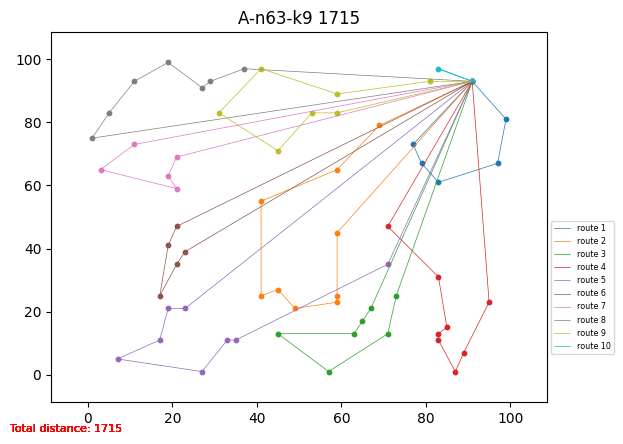 A-n63-k9 1715
100
80
60
40
20
0
0 20 40 60 80 100
route 1
route 2
route 3
route 4
route 5
route 6
route 7
route 8
route 9
route 10
Total distance: 1715